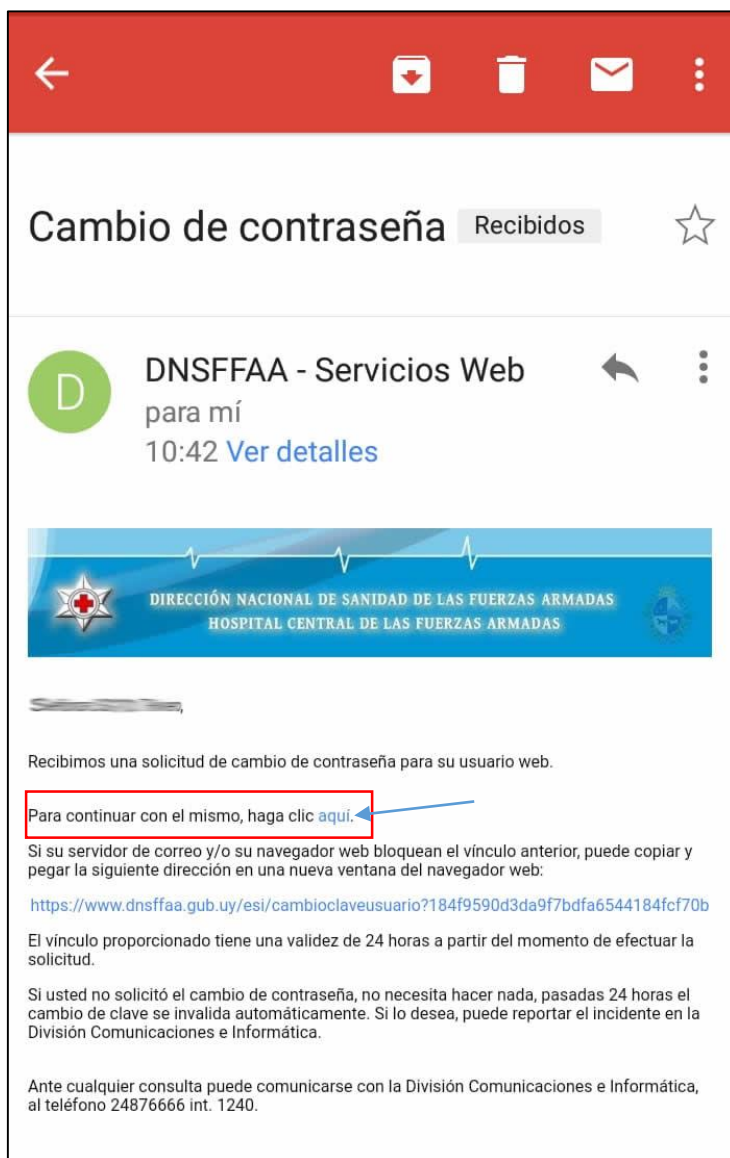 Cambio de contraseña Recibidos
D
DNSFFAA - Servicios Web
para mí
10:42 Ver detalles
DIRECCIÓN NACIONAL DE SANIDAD DE LAS FUERZAS ARMADAS
HOSPITAL CENTRAL DE LAS FUERZAS ARMADAS
Recibimos una solicitud de cambio de contraseña para su usuario web.
Para continuar con el mismo, haga clic aquí.
Si su servidor de correo y/o su navegador web bloquean el vínculo anterior, puede copiar y
pegar la siguiente dirección en una nueva ventana del navegador web:
https://www.dnsffaa.gub.uy/esi/cambioclaveusuario?184f9590d3da9f7bdfa6544184fcf70b
El vínculo proporcionado tiene una validez de 24 horas a partir del momento de efectuar la
solicitud.
Si usted no solicitó el cambio de contraseña, no necesita hacer nada, pasadas 24 horas el
cambio de clave se invalida automáticamente. Si lo desea, puede reportar el incidente en la
División Comunicaciones e Informática.
Ante cualquier consulta puede comunicarse con la División Comunicaciones e Informática,
al teléfono 24876666 int. 1240.